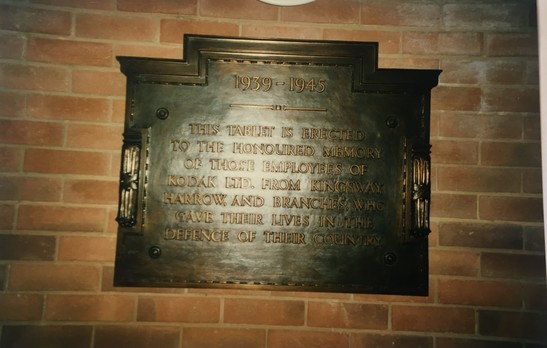 1939-1945
THIS TABLET IS ERECTED
TO THE HONOURED MEMORY
OF THOSE EMPLOYEES OF
KODAK LTD. FROM KINGSWAY,
HARROW, AND BRANCHES WHO
GAVE THEIR LIVES IN THE
DEFENCE OF THEIR COUNTRY